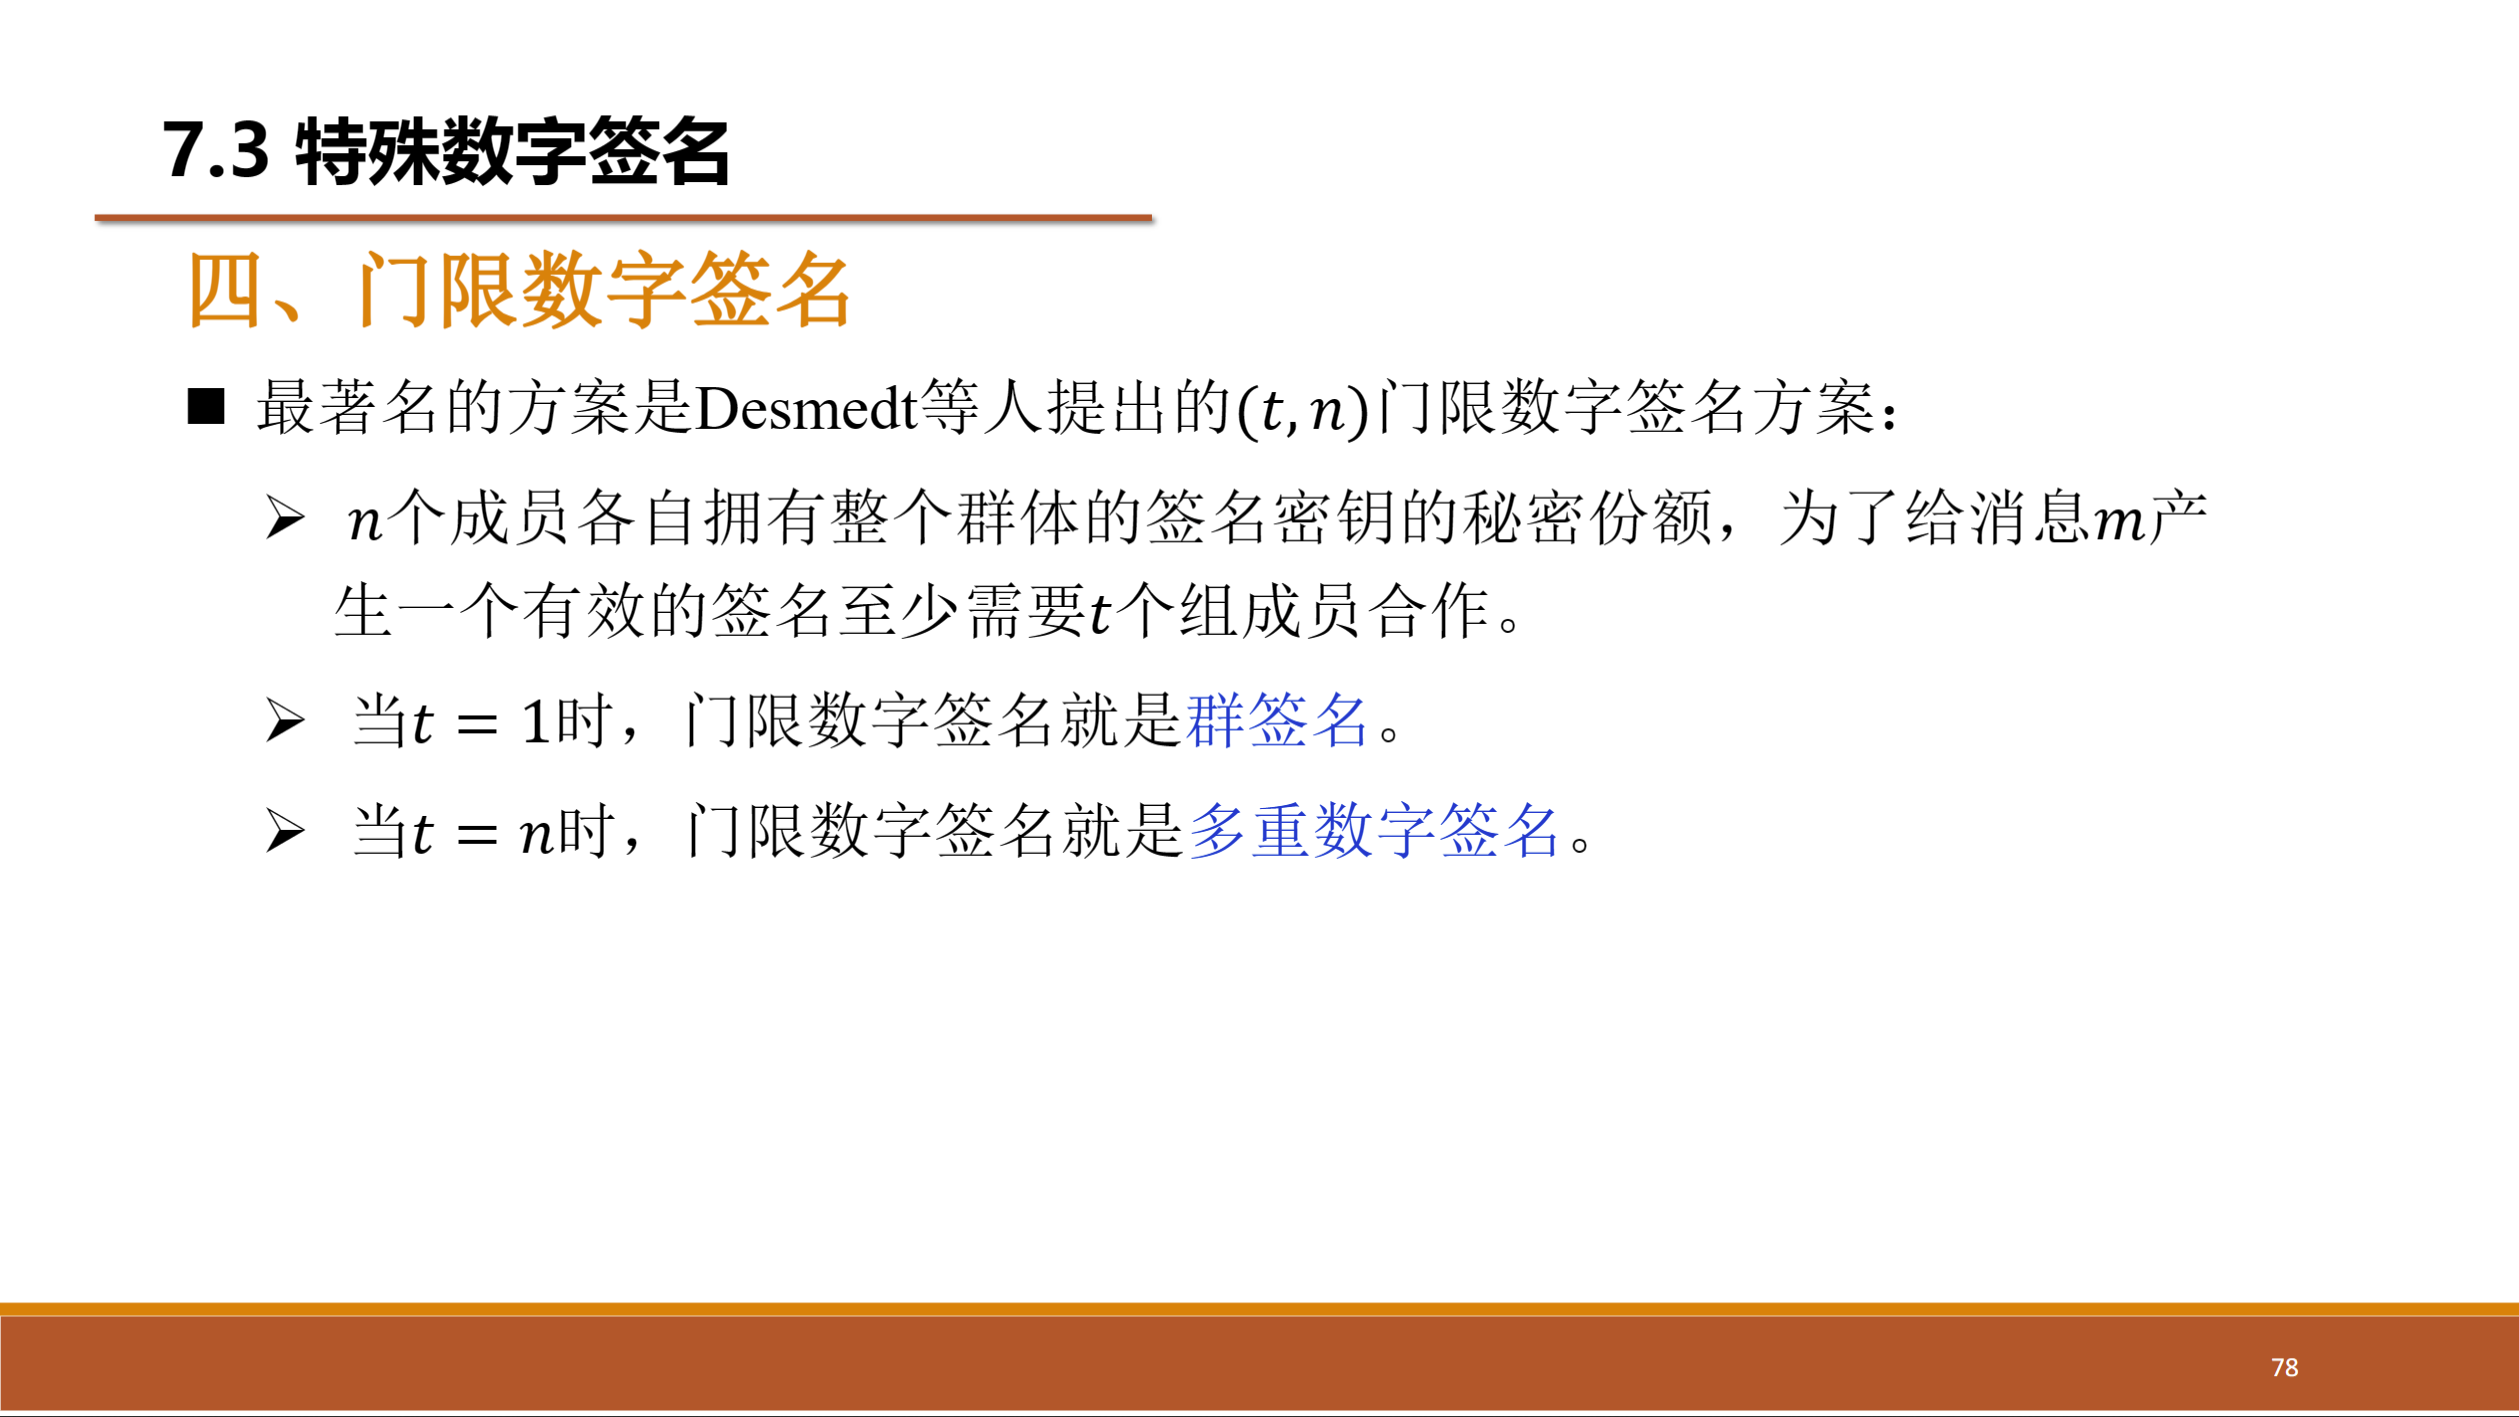 7.3 特殊数字签名
四、门限数字签名
■ 最著名的方案是Desmedt等人提出的(t, n)门限数字签名方案：
➢ n个成员各自拥有整个群体的签名密钥的秘密份额，为了给消息m产
生一个有效的签名至少需要t个组成员合作。
➢ 当t = 1时，门限数字签名就是群签名。
➢ 当t = n时，门限数字签名就是多重数字签名。
78